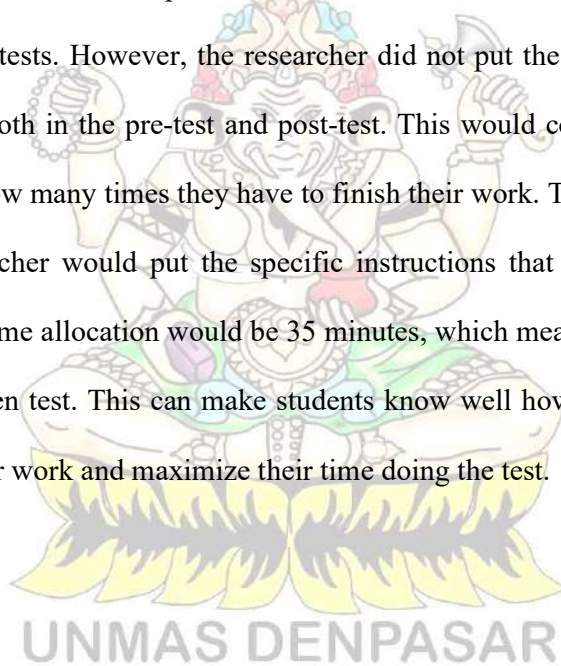 tests. However, the researcher did not put the
oth in the pre-test and post-test. This would
ow many times they have to finish their work.
cher would put the specific instructions that
me allocation would be 35 minutes, which
en test. This can make students know well
r work and maximize their time doing the test.
UNMAS DENPASAR